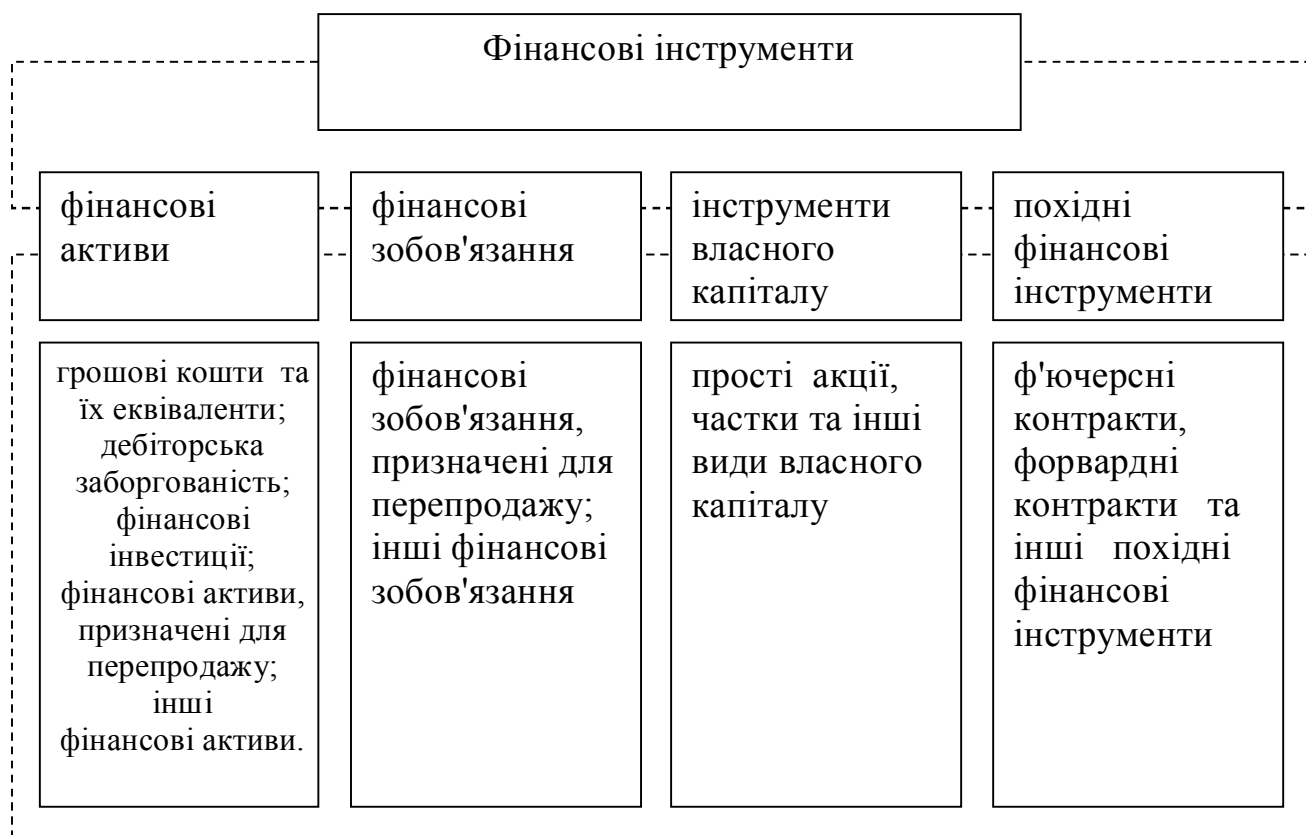 Фінансові інструменти
фінансові
активи
фінансові
зобов'язання
інструменти
власного
капіталу
похідні
фінансові
інструменти
грошові кошти та
їх еквіваленти;
дебіторська
заборгованість;
фінансові
інвестиції;
фінансові активи,
призначені для
перепродажу;
інші
фінансові активи.
фінансові
зобов'язання,
призначені для
перепродажу;
інші фінансові
зобов'язання
прості акції,
частки та інші
види власного
капіталу
ф'ючерсні
контракти,
форвардні
контракти та
інші похідні
фінансові
інструменти